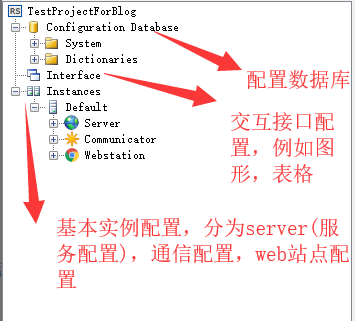 RS TestProjectForBlog
Configuration Database
System
Dictionaries
Interface
Instances
Default
Server
Communicator
Webstation
配置数据库
交互接口配
置，例如图
形，表格
基本实例配置，分为server(服
务配置)，通信配置，web站点配
置